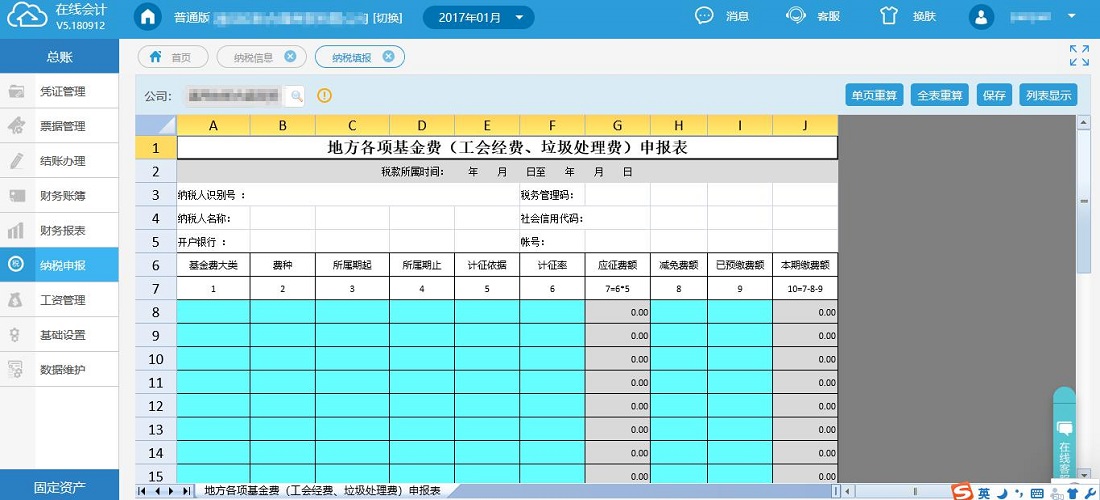 在线会计
V5.180912
普通版 [切换]
2017年01月
消息
客服
换肤
总账
首页
纳税信息
纳税填报
凭证管理
票据管理
结账办理
财务账簿
财务报表
税
纳税申报
工资管理
基础设置
数据维护
固定资产
公司:
单页重算 全表重算 保存 列表显示
A B C D E F G H I J
1 地方各项基金费（工会经费、垃圾处理费）申报表
2 税款所属时间: 年 月 日至 年 月 日
3 纳税人识别号 : 税务管理码:
4 纳税人名称: 社会信用代码:
5 开户银行 : 帐号:
6 基金费大类 费种 所属期起 所属期止 计征依据 计征率 应征费额 减免费额 已预缴费额 本期缴费额
7 1 2 3 4 5 6 7=6*5 8 9 10=7-8-9
8 0.00 0.00
9 0.00 0.00
10 0.00 0.00
11 0.00 0.00
12 0.00 0.00
13 0.00 0.00
14 0.00 0.00
15 0.00 0.00
地方各项基金费（工会经费、垃圾处理费）申报表
在线客
英